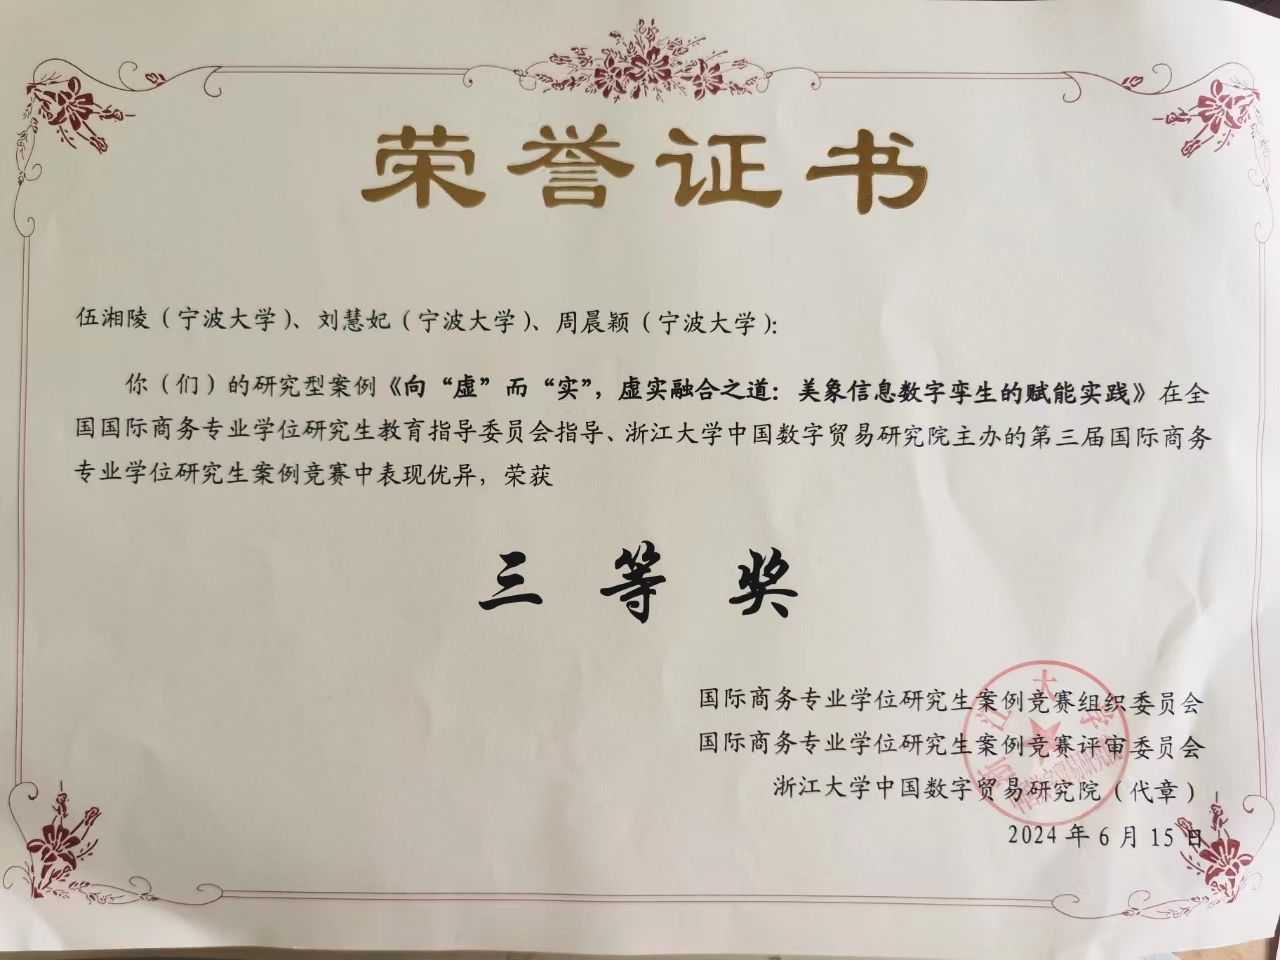 荣誉证书
伍湘陵（宁波大学）、刘慧妃（宁波大学）、周晨颖（宁波大学）：
你（们）的研究型案例《向“虚”而“实”，虚实融合之道：美象信息数字孪生的赋能实践》在全
国国际商务专业学位研究生教育指导委员会指导、浙江大学中国数字贸易研究院主办的第三届国际商务
专业学位研究生案例竞赛中表现优异，荣获
三等奖
国际商务专业学位研究生案例竞赛组织委员会
国际商务专业学位研究生案例竞赛评审委员会
浙江大学中国数字贸易研究院（代章）
2024年6月15日
浙江大学